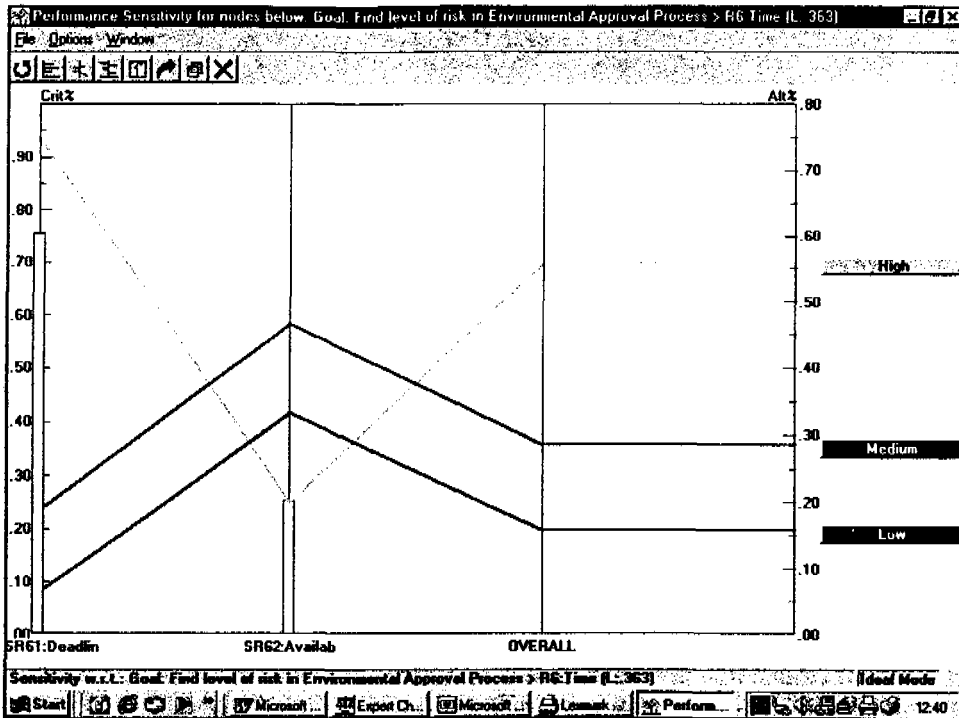 Performance Sensitivity for nodes below. Goal: Find level of risk in Environmental Approval Process > R6 Time (L: .363)
File Options Window
Crit% Alt%
.80
.90 .70
.80
.60
.70 High
.60 .50
.50 .40
.40
.30
Medium
.30
.20
.20 Low
.10
.10
.00 .00
SR61:Deadlin SR62:Availab OVERALL
Sensitivity w.r.t.: Goal: Find level of risk in Environmental Approval Process > R6:Time (L: .363) Ideal Mode
Start Microsoft ... Expert Ch... Microsoft ... Lexmark ... Perform... 12:40